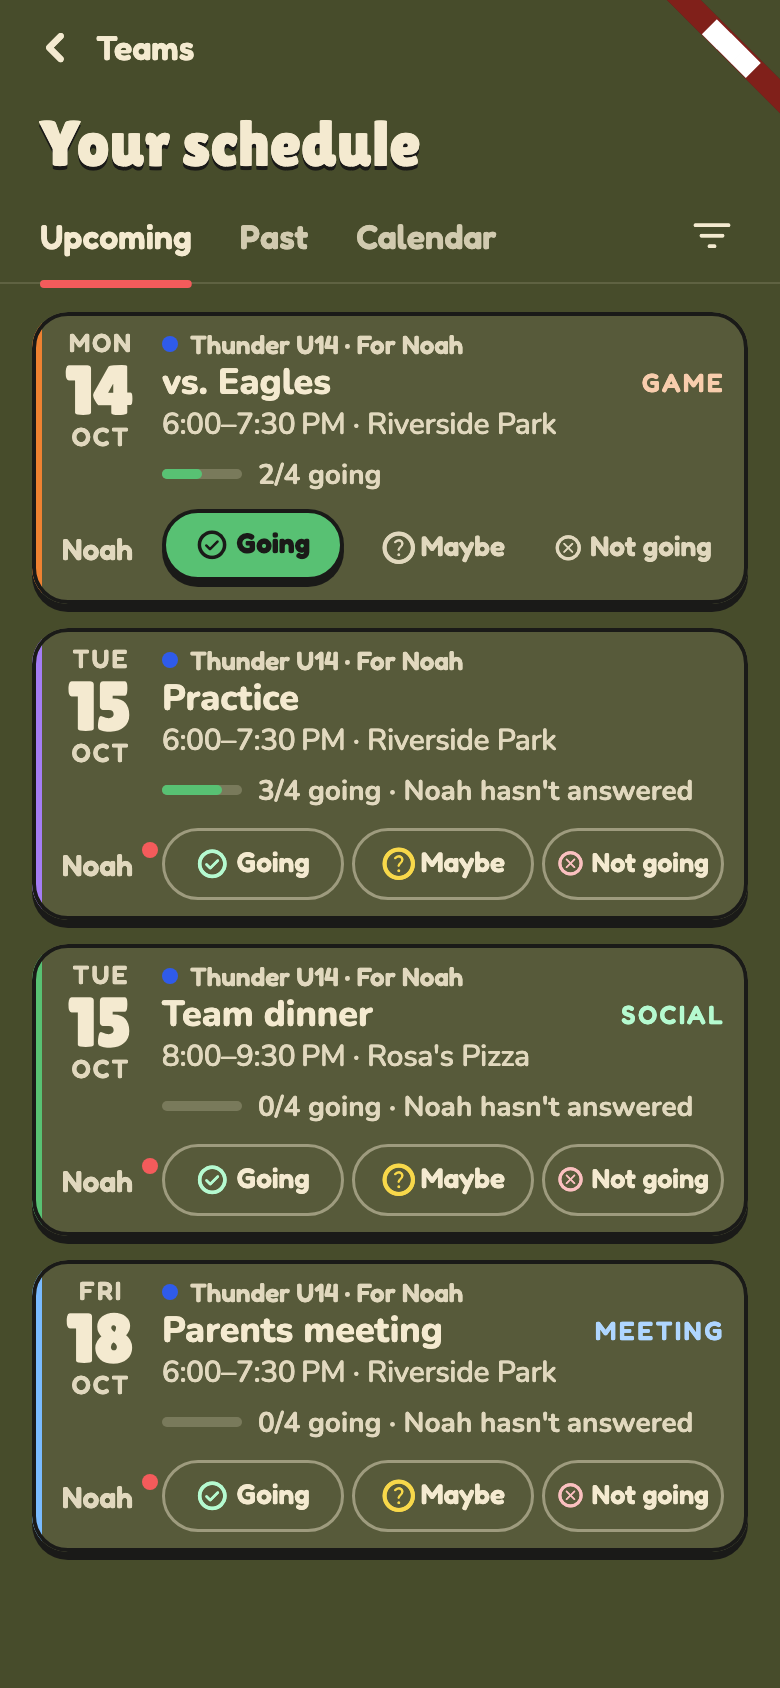 Teams
Your schedule
Upcoming Past Calendar
MON
14
OCT
Thunder U14 · For Noah
vs. Eagles
GAME
6:00–7:30 PM · Riverside Park
2/4 going
Noah
Going
Maybe
Not going
TUE
15
OCT
Thunder U14 · For Noah
Practice
6:00–7:30 PM · Riverside Park
3/4 going · Noah hasn't answered
Noah
Going
Maybe
Not going
TUE
15
OCT
Thunder U14 · For Noah
Team dinner
SOCIAL
8:00–9:30 PM · Rosa's Pizza
0/4 going · Noah hasn't answered
Noah
Going
Maybe
Not going
FRI
18
OCT
Thunder U14 · For Noah
Parents meeting
MEETING
6:00–7:30 PM · Riverside Park
0/4 going · Noah hasn't answered
Noah
Going
Maybe
Not going